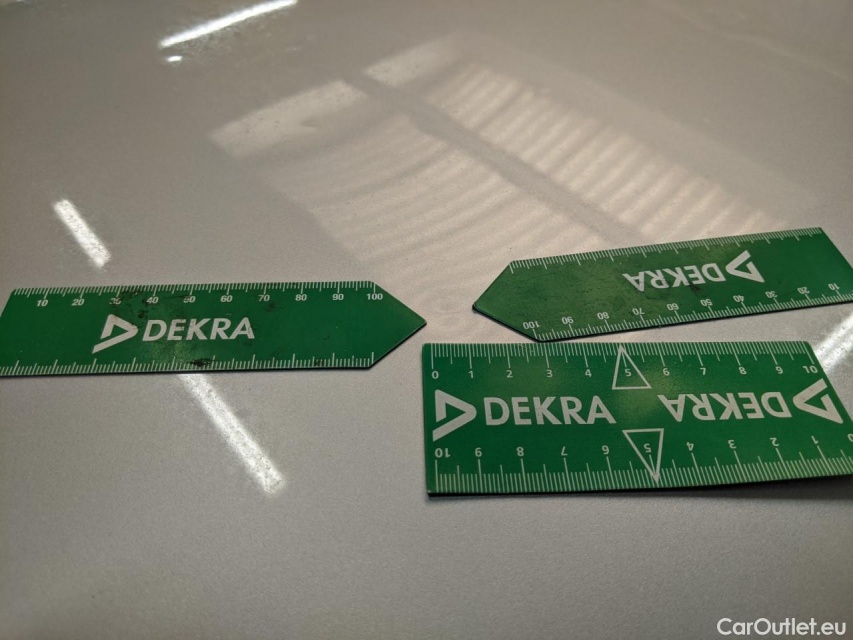 10 20 30 40 50 60 70 80 90 100
DEKRA
DEKRA
100 90 80 70 60 50 40 30 20 10
0 1 2 3 4 5 6 7 8 9 10
DEKRA DEKRA
10 9 8 7 6 5 4 3 2 1 0
CarOutlet.eu